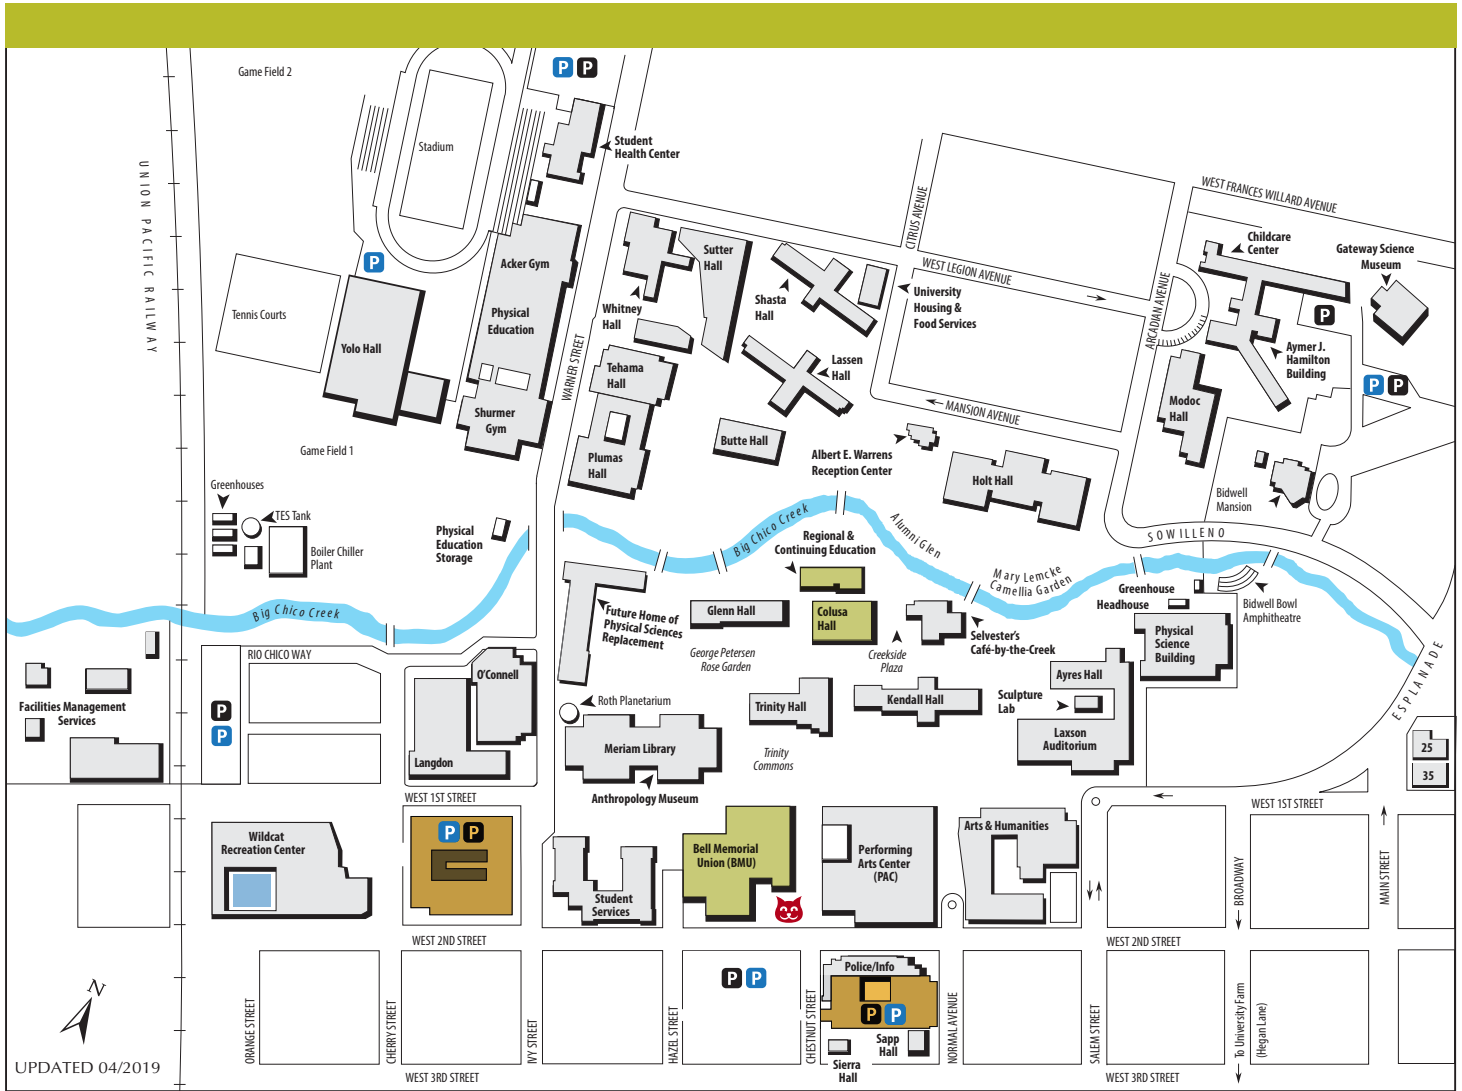 Game Field 2
P P
Stadium
Student
Health Center
UNION PACIFIC RAILWAY
WEST FRANCES WILLARD AVENUE
CITRUS AVENUE
Childcare
Center
Gateway Science
Museum
P
Acker Gym
Sutter
Hall
WEST LEGION AVENUE
ARCADIAN AVENUE
Tennis Courts
Physical
Education
Whitney
Hall
Shasta
Hall
University
Housing &
Food Services
P
Yolo Hall
WARNER STREET
Tehama
Hall
Lassen
Hall
Aymer J.
Hamilton
Building
P P
Shurmer
Gym
MANSION AVENUE
Modoc
Hall
Game Field 1
Plumas
Hall
Butte Hall
Albert E. Warrens
Reception Center
Holt Hall
Greenhouses
TES Tank
Bidwell
Mansion
Boiler Chiller
Plant
Physical
Education
Storage
Big Chico Creek
Regional &
Continuing Education
Alumni Glen
SOWILLENO
Mary Lemcke
Camellia Garden
Greenhouse
Headhouse
Bidwell Bowl
Amphitheatre
Big Chico Creek
Future Home of
Physical Sciences
Replacement
Glenn Hall
Colusa
Hall
Selvester's
Café-by-the-Creek
Physical
Science
Building
RIO CHICO WAY
O'Connell
George Petersen
Rose Garden
Creekside
Plaza
Ayres Hall
ESPLANADE
Facilities Management
Services
P
P
Roth Planetarium
Trinity Hall
Kendall Hall
Sculpture
Lab
Langdon
Meriam Library
Trinity
Commons
Laxson
Auditorium
25
35
Anthropology Museum
WEST 1ST STREET
WEST 1ST STREET
Wildcat
Recreation Center
P P
Bell Memorial
Union (BMU)
Performing
Arts Center
(PAC)
Arts & Humanities
BROADWAY
MAIN STREET
Student
Services
WEST 2ND STREET
WEST 2ND STREET
N
ORANGE STREET
CHERRY STREET
IVY STREET
HAZEL STREET
P P
CHESTNUT STREET
Police/Info
P P
Sapp
Hall
Sierra
Hall
NORMAL AVENUE
SALEM STREET
To University Farm
(Hegan Lane)
UPDATED 04/2019
WEST 3RD STREET
WEST 3RD STREET